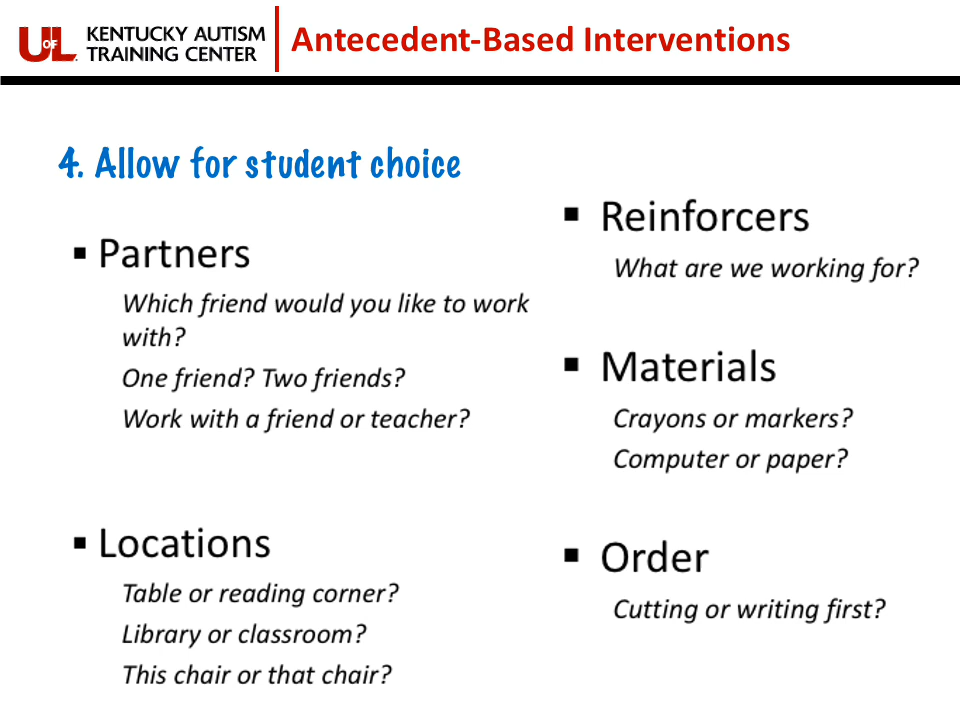 UofL KENTUCKY AUTISM
TRAINING CENTER
Antecedent-Based Interventions
4. Allow for student choice
▪ Partners
Which friend would you like to work
with?
One friend? Two friends?
Work with a friend or teacher?
▪ Locations
Table or reading corner?
Library or classroom?
This chair or that chair?
▪ Reinforcers
What are we working for?
▪ Materials
Crayons or markers?
Computer or paper?
▪ Order
Cutting or writing first?